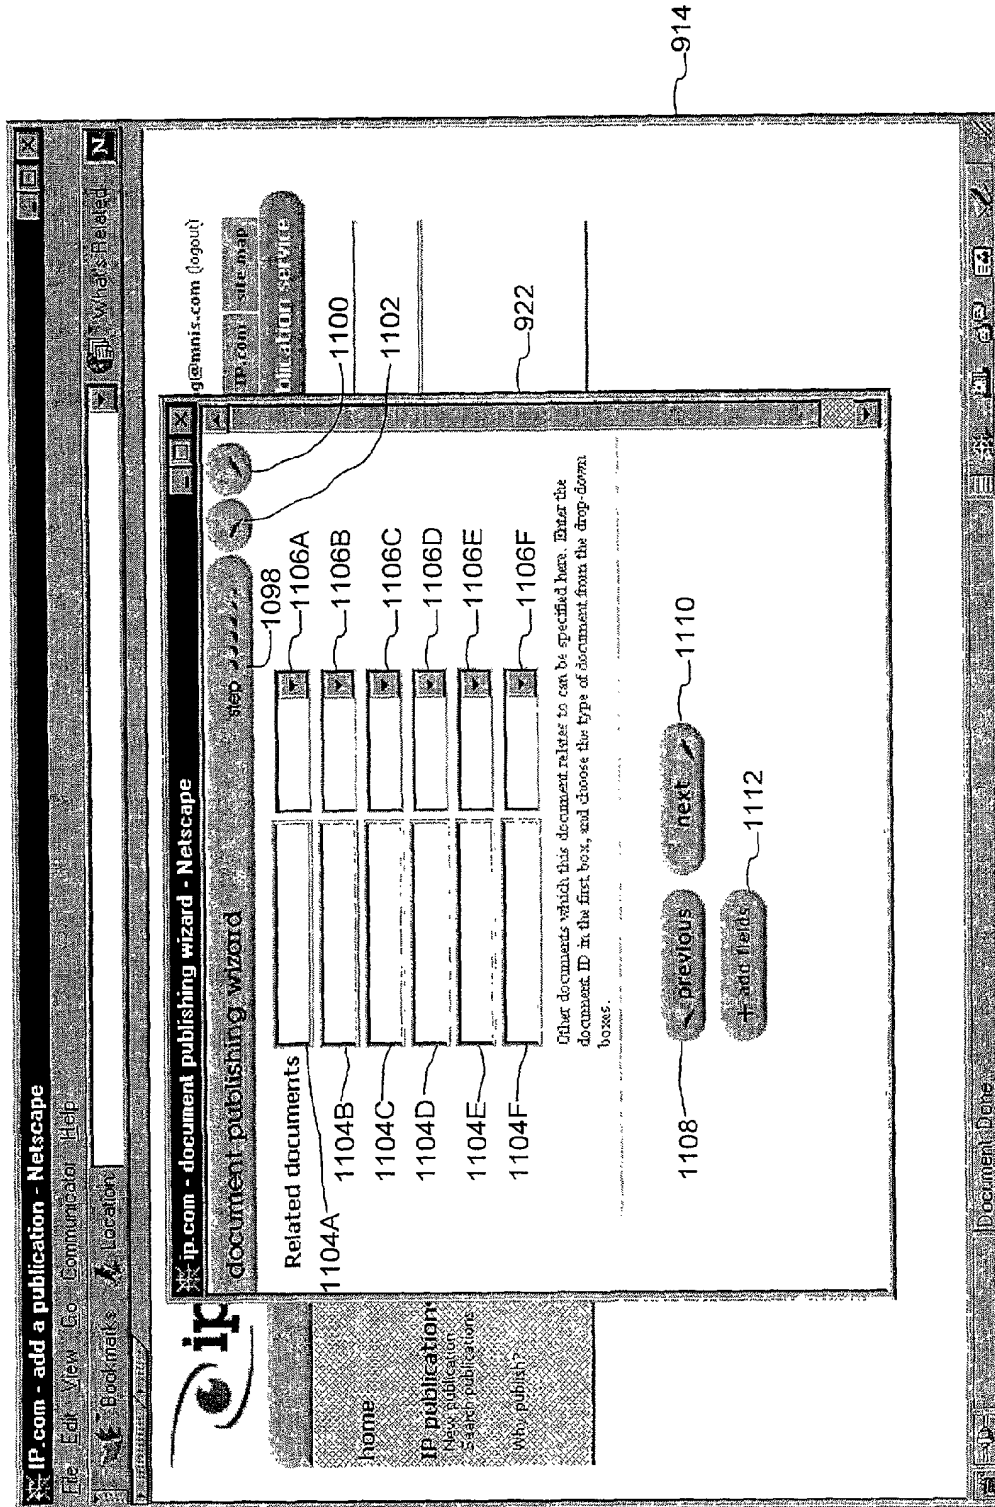 IP.com - add a publication - Netscape
File Edit View Go Communicator Help
Bookmarks Location What's Related N
ip
g@mnis.com (logout)
IP.com site map
blication service
home
IP publications
New publication
Search publications
Why publish?
ip.com - document publishing wizard - Netscape
document publishing wizard step
Related documents
Other documents which this document relates to can be specified here. Enter the
document ID in the first box, and choose the type of document from the drop-down
boxes.
previous next
+ add fields
Document: Done
1104A
1104B
1104C
1104D
1104E
1104F
1098
1106A
1106B
1106C
1106D
1106E
1106F
1100
1102
922
914
1108
1110
1112